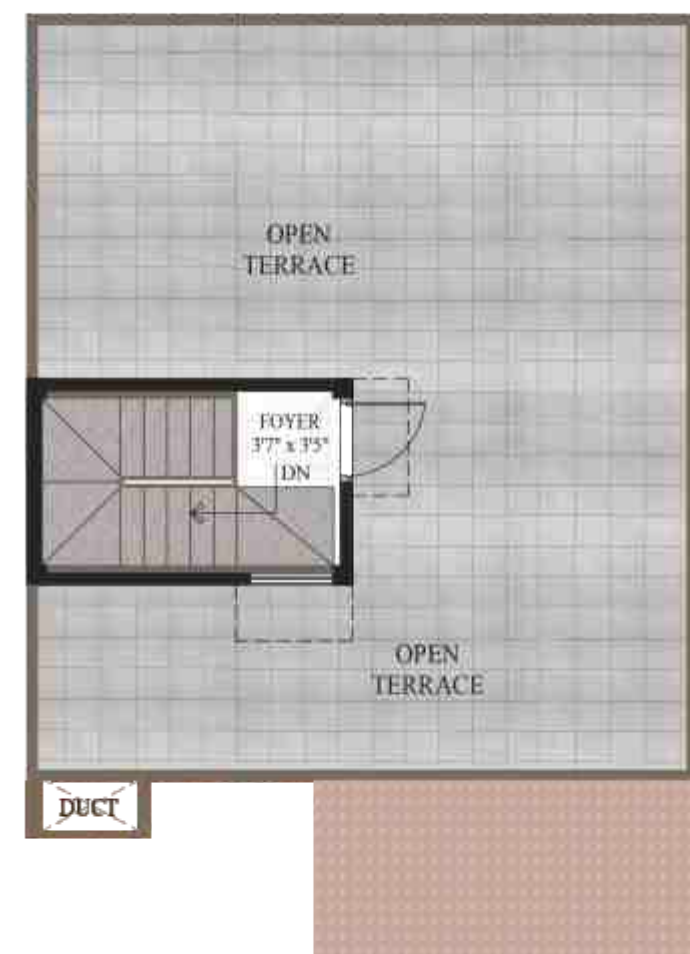 OPEN
TERRACE
FOYER
3'7" x 3'5"
DN
OPEN
TERRACE
DUCT